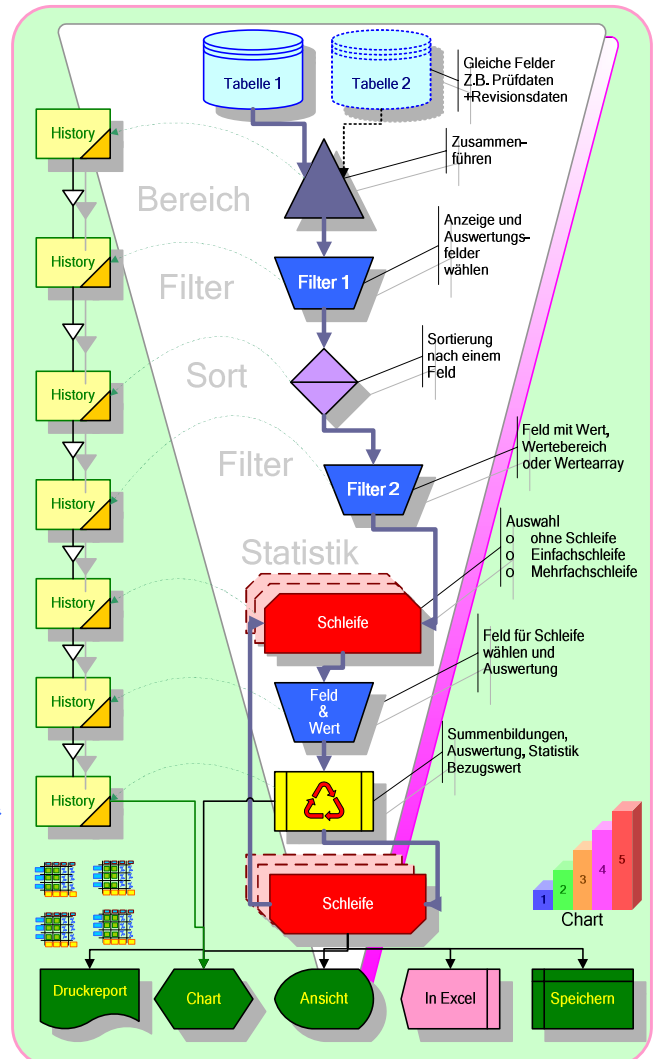 Tabelle 1
Tabelle 2
Gleiche Felder
Z.B. Prüfdaten
+Revisionsdaten
History
Zusammen-
führen
Bereich
Anzeige und
Auswertungs-
felder
wählen
History
Filter
Filter 1
Sortierung
nach einem
Feld
Sort
History
Feld mit Wert,
Wertebereich
oder Wertearray
Filter
Filter 2
History
Auswahl
o ohne Schleife
o Einfachschleife
o Mehrfachschleife
Statistik
History
Schleife
Feld für Schleife
wählen und
Auswertung
History
Feld
&
Wert
Summenbildungen,
Auswertung, Statistik
Bezugswert
History
1
2
3
4
5
Chart
Schleife
Druckreport
Chart
Ansicht
In Excel
Speichern